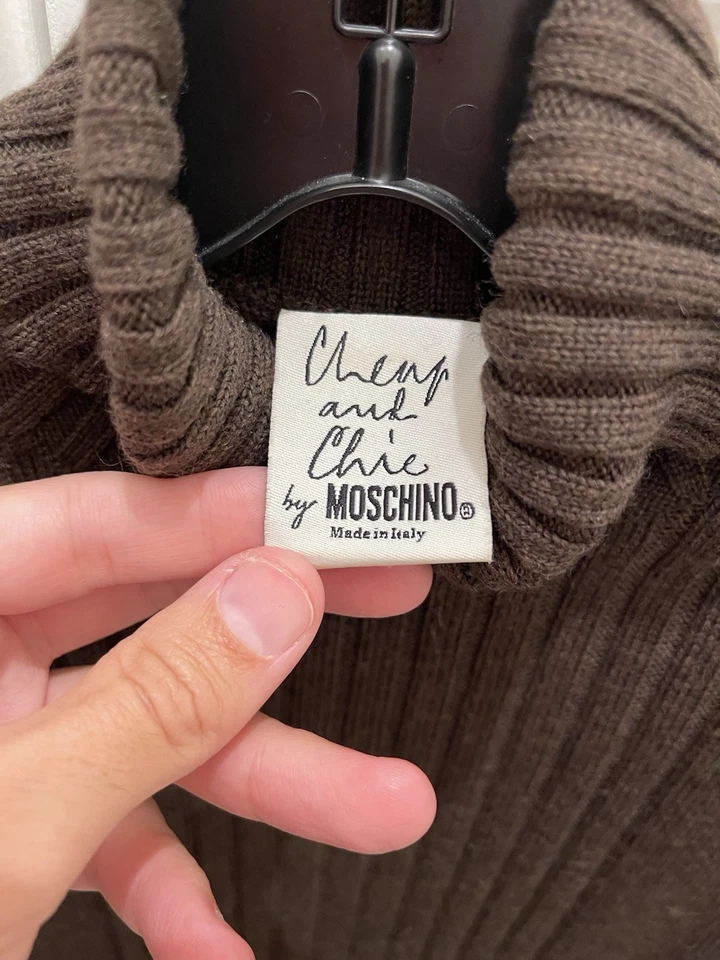 Cheap
and
Chic
by MOSCHINO®
Made in Italy